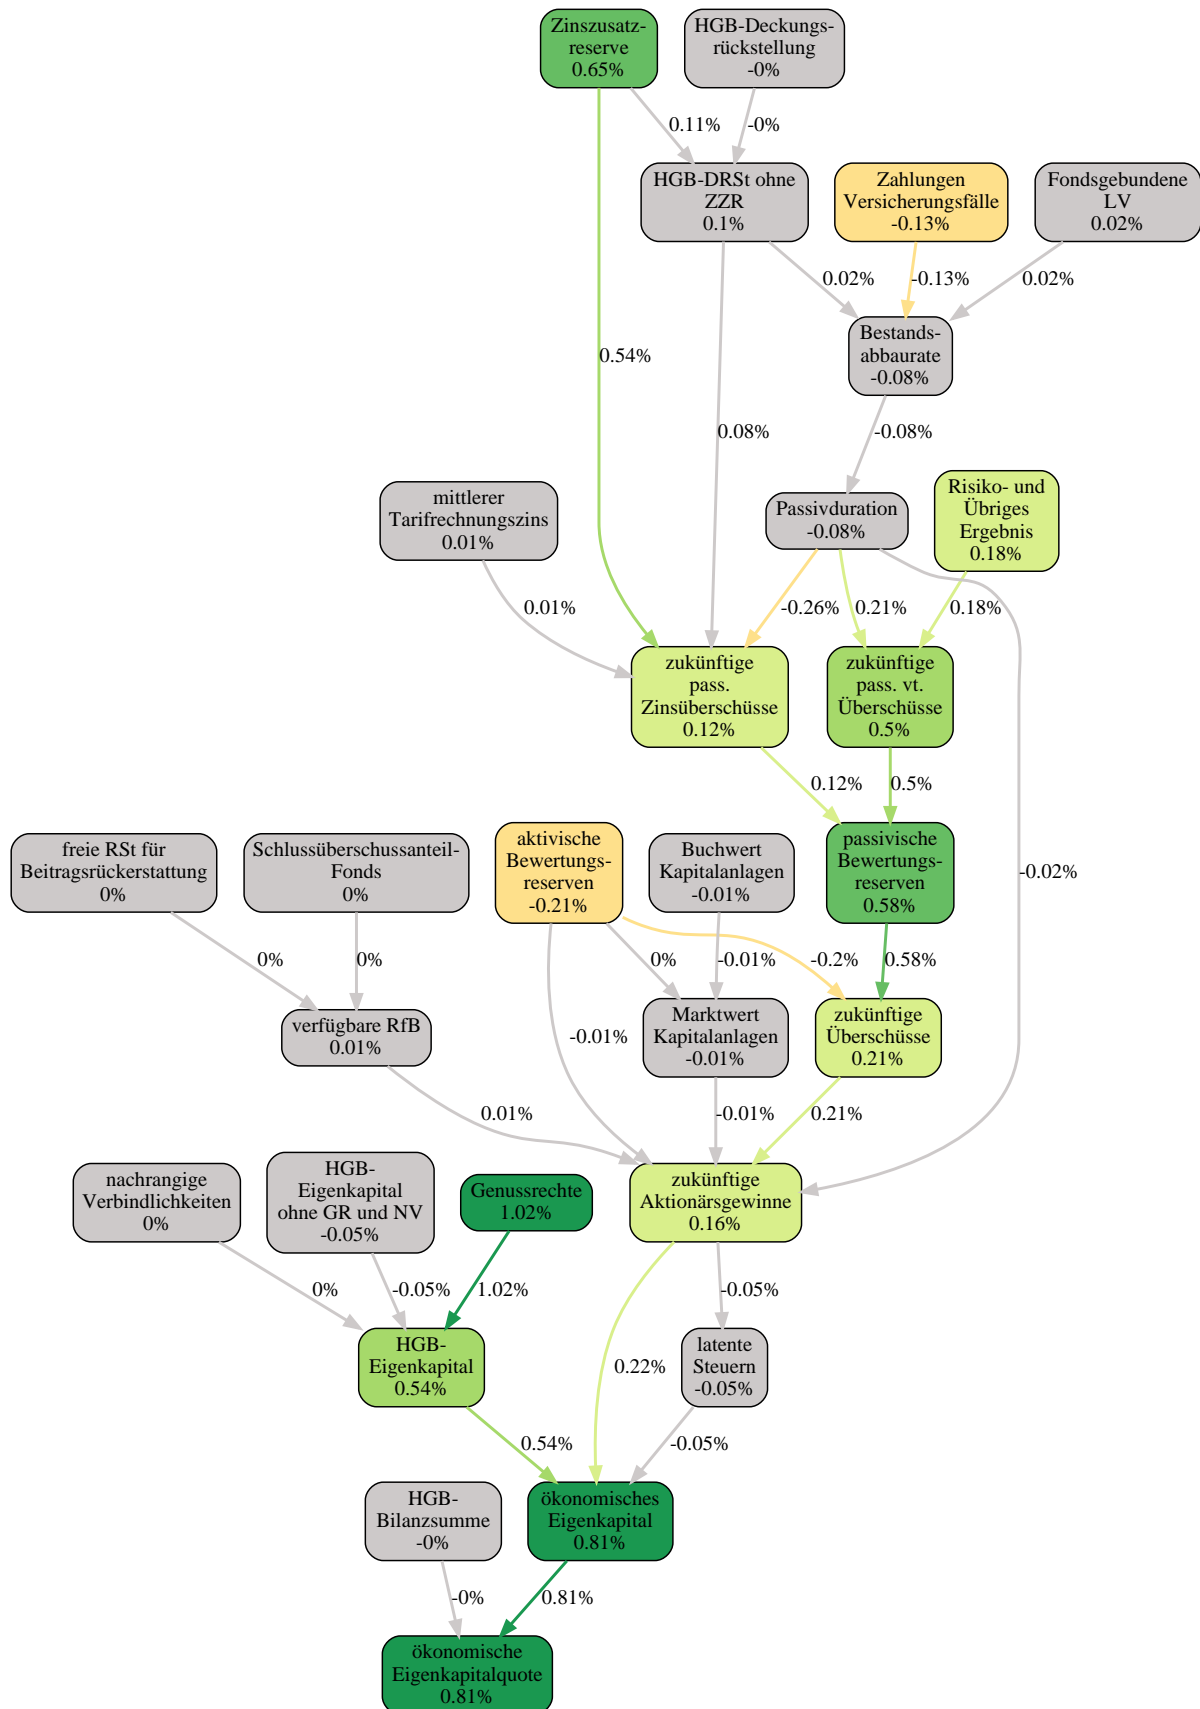 Zinszusatz-
reserve
0.65%
HGB-Deckungs-
rückstellung
-0%
0.11%
-0%
HGB-DRSt ohne
ZZR
0.1%
Zahlungen
Versicherungsfälle
-0.13%
Fondsgebundene
LV
0.02%
0.02%
-0.13%
0.02%
Bestands-
abbaurate
-0.08%
0.54%
0.08%
-0.08%
mittlerer
Tarifrechnungszins
0.01%
Passivduration
-0.08%
Risiko- und
Übriges
Ergebnis
0.18%
0.01%
-0.26%
0.21%
0.18%
zukünftige
pass.
Zinsüberschüsse
0.12%
zukünftige
pass. vt.
Überschüsse
0.5%
0.12%
0.5%
freie RSt für
Beitragsrückerstattung
0%
Schlussüberschussanteil-
Fonds
0%
aktivische
Bewertungs-
reserven
-0.21%
Buchwert
Kapitalanlagen
-0.01%
passivische
Bewertungs-
reserven
0.58%
-0.02%
0%
0%
0%
-0.01%
-0.2%
0.58%
verfügbare RfB
0.01%
-0.01%
Marktwert
Kapitalanlagen
-0.01%
zukünftige
Überschüsse
0.21%
0.01%
-0.01%
0.21%
nachrangige
Verbindlichkeiten
0%
HGB-
Eigenkapital
ohne GR und NV
-0.05%
Genussrechte
1.02%
zukünftige
Aktionärsgewinne
0.16%
0%
-0.05%
1.02%
-0.05%
HGB-
Eigenkapital
0.54%
0.22%
latente
Steuern
-0.05%
0.54%
-0.05%
HGB-
Bilanzsumme
-0%
ökonomisches
Eigenkapital
0.81%
-0%
0.81%
ökonomische
Eigenkapitalquote
0.81%